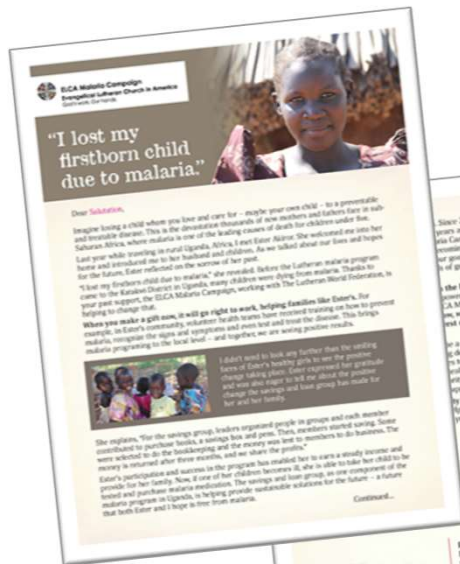 ELCA Malaria Campaign
Evangelical Lutheran Church in America
God's work. Our hands.
"I lost my
firstborn child
due to malaria."
Dear Salutation,
Imagine losing a child whom you love and care for – maybe your own child – to a preventable
and treatable disease. This is the devastation thousands of new mothers and fathers face in sub-
Saharan Africa, where malaria is one of the leading causes of death for children under five.
Last year while traveling in rural Uganda, Africa, I met Ester Akiror. She welcomed me into her
home and introduced me to her husband and children. As we talked about our lives and hopes
for the future, Ester reflected on the sorrow of her past.
"I lost my firstborn child due to malaria," she revealed. Before the Lutheran malaria program
came to the Katakwi District in Uganda, many children were dying from malaria. Thanks to
your past support, the ELCA Malaria Campaign, working with The Lutheran World Federation, is
helping to change that.
When you make a gift now, it will go right to work, helping families like Ester's. For
example, in Ester's community, volunteer health teams have received training on how to prevent
malaria, recognize the signs and symptoms and even test and treat the disease. This brings
malaria programing to the local level – and together, we are seeing positive results.
I didn't need to look any further than the smiling
faces of Ester's healthy girls to see the positive
change taking place. Ester expressed her gratitude
and was also eager to tell me about the positive
change the savings and loan group has made for
her and her family.
She explains, "For the savings group, leaders organized people in groups and each member
contributed to purchase books, a savings box and pens. Then, members started saving. Some
were selected to do the bookkeeping and the money was lent to members to do business. The
money is returned after three months, and we share the profits."
Ester's participation and success in the program has enabled her to earn a steady income and
provide for her family. Now, if one of her children becomes ill, she is able to take her child to be
tested and purchase malaria medication. The savings and loan group, as one component of the
malaria program in Uganda, is helping provide sustainable solutions for the future – a future
that both Ester and I hope is free from malaria.
Continued...
Since